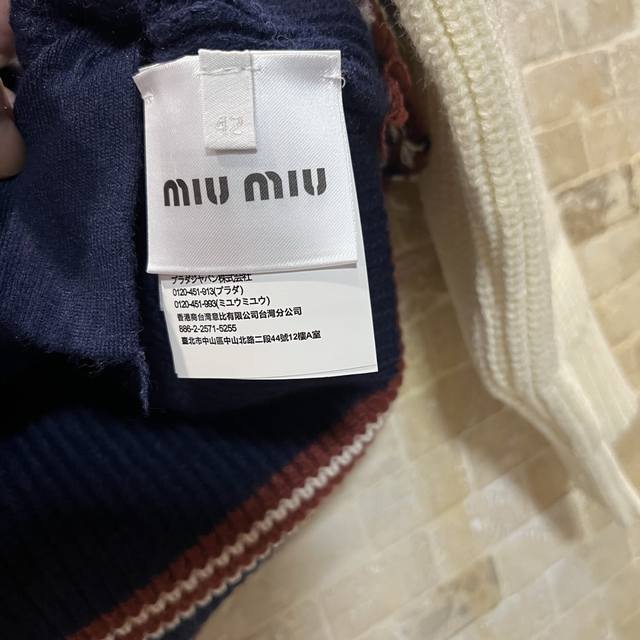 42
miu miu
プラダジャパン株式会社
0120-451-913(プラダ)
0120-451-993(ミュウミュウ)
香港商台灣意比有限公司台灣分公司
886-2-2571-5255
臺北市中山區中山北路二段44號12樓A室